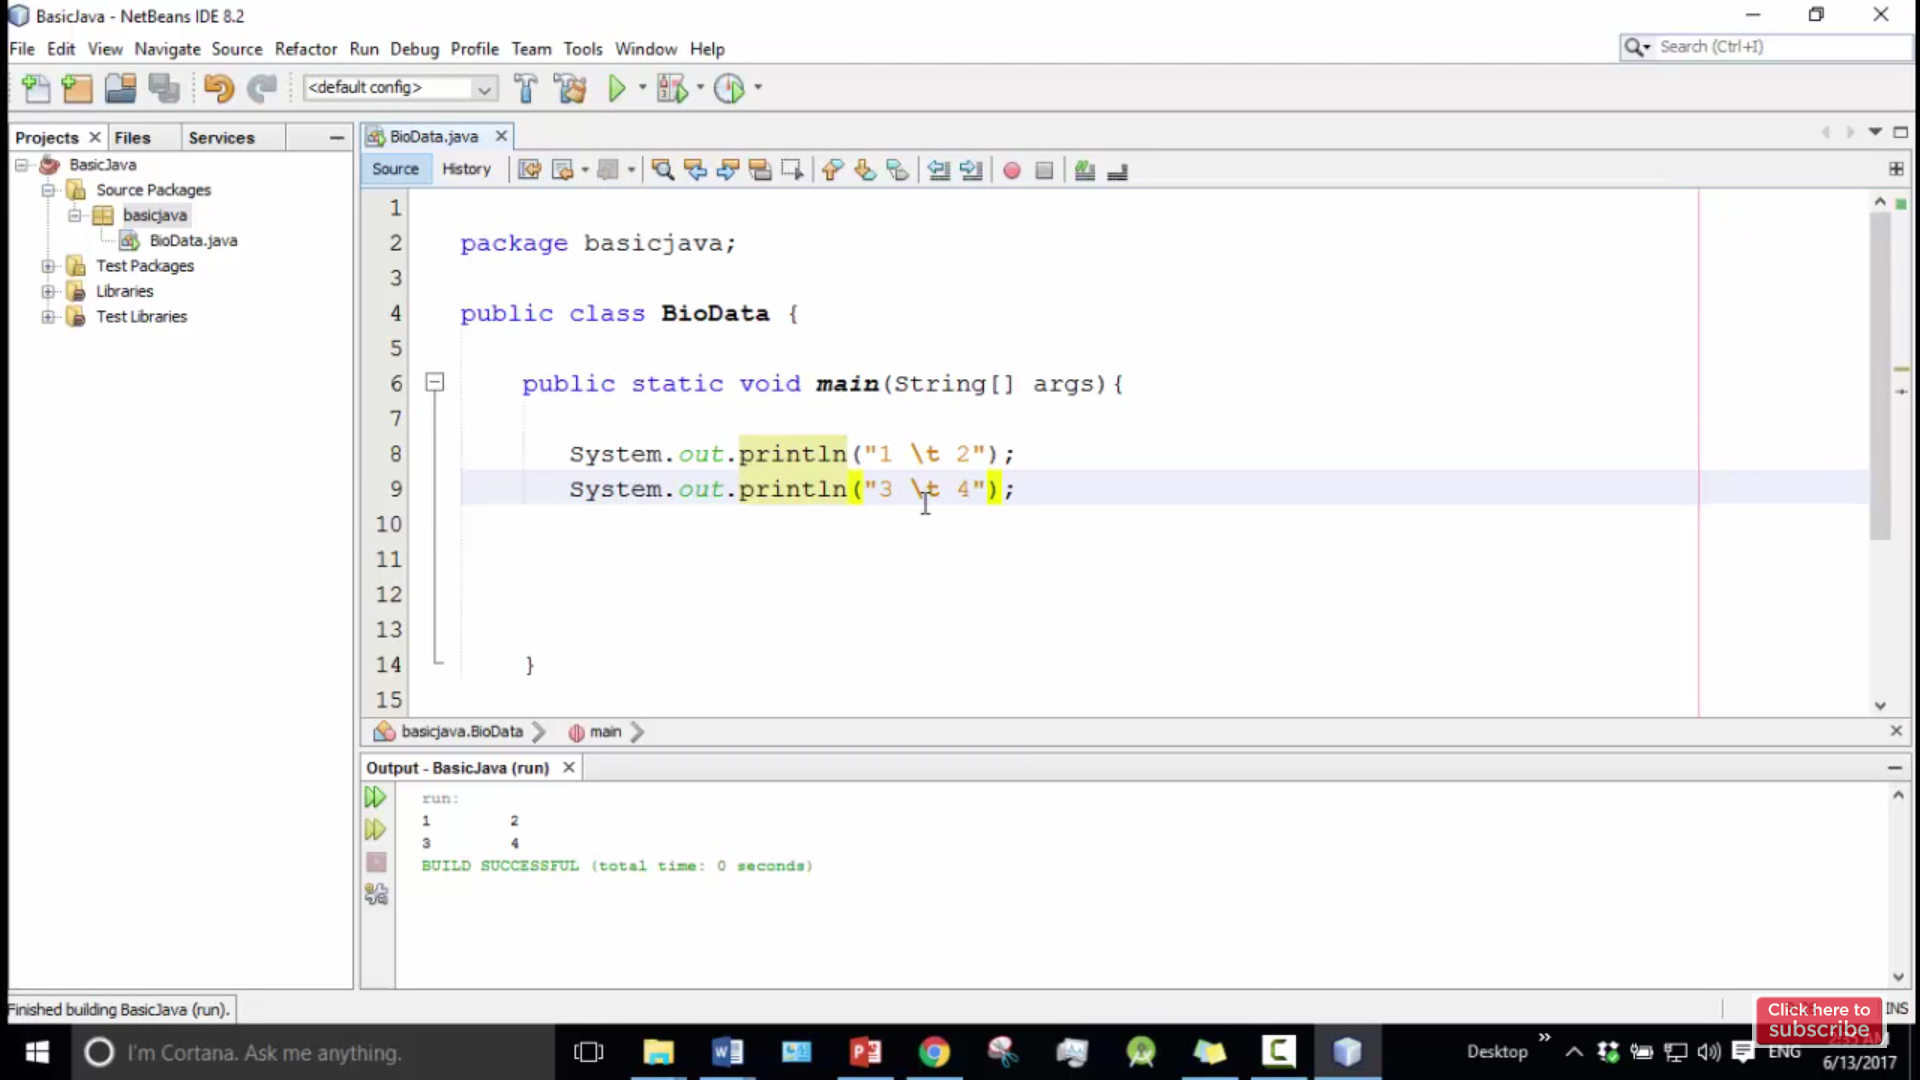 BasicJava - NetBeans IDE 8.2
File Edit View Navigate Source Refactor Run Debug Profile Team Tools Window Help
Search (Ctrl+I)
<default config>
Projects Files Services
BioData.java
Source History
BasicJava
Source Packages
basicjava
BioData.java
Test Packages
Libraries
Test Libraries
1
2 package basicjava;
3
4 public class BioData {
5
6 public static void main(String[] args){
7
8 System.out.println("1 \t 2");
9 System.out.println("3 \t 4");
10
11
12
13
14 }
15
basicjava.BioData main
Output - BasicJava (run)
run:
1 2
3 4
BUILD SUCCESSFUL (total time: 0 seconds)
Finished building BasicJava (run).
INS
Click here to
subscribe
I'm Cortana. Ask me anything.
Desktop
ENG
6/13/2017